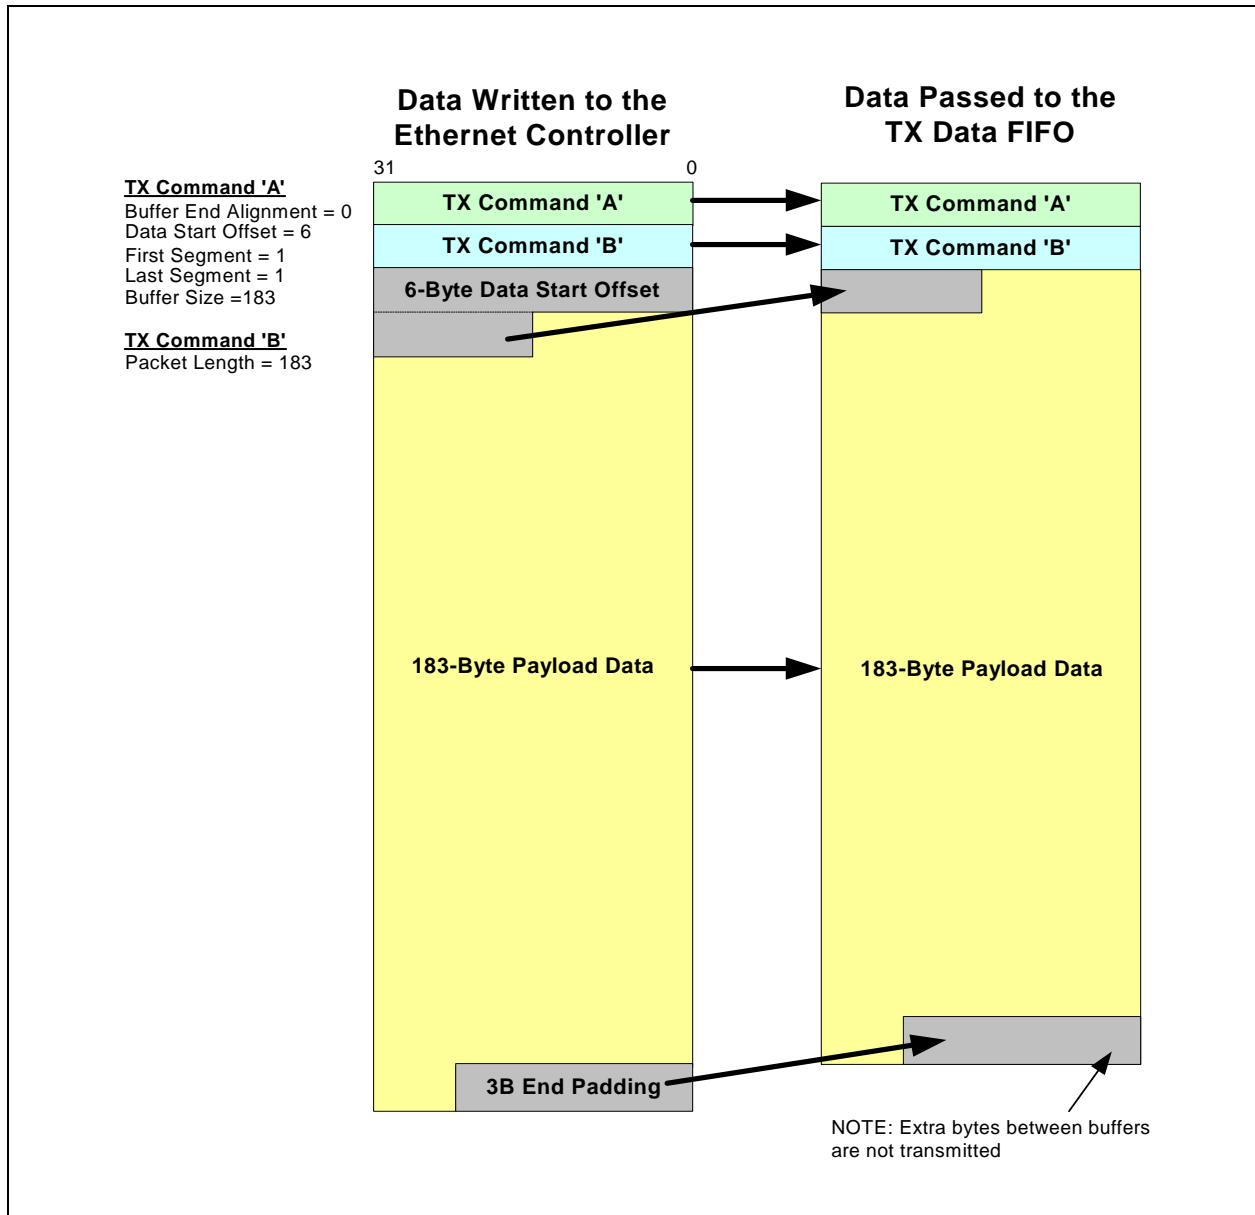 Data Written to the
Ethernet Controller
Data Passed to the
TX Data FIFO
31
0
TX Command 'A'
Buffer End Alignment = 0
Data Start Offset = 6
First Segment = 1
Last Segment = 1
Buffer Size =183
TX Command 'B'
Packet Length = 183
TX Command 'A'
TX Command 'B'
6-Byte Data Start Offset
183-Byte Payload Data
3B End Padding
TX Command 'A'
TX Command 'B'
183-Byte Payload Data
NOTE: Extra bytes between buffers
are not transmitted